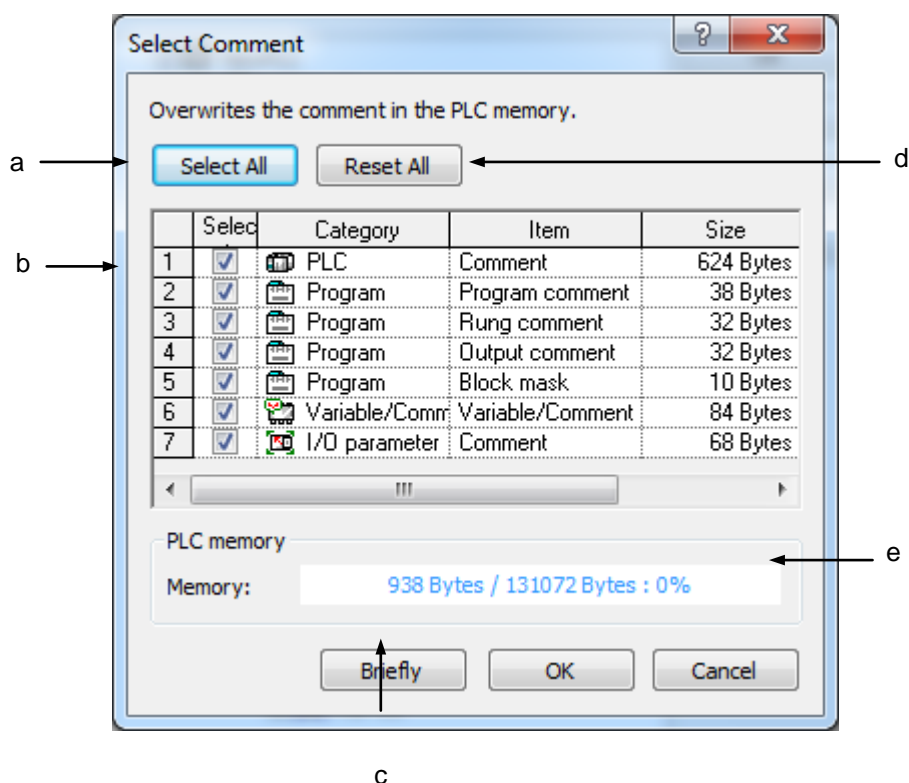 Select Comment
Overwrites the comment in the PLC memory.
a
Select All Reset All
d
Selec Category Item Size
b
1 PLC Comment 624 Bytes
2 Program Program comment 38 Bytes
3 Program Rung comment 32 Bytes
4 Program Output comment 32 Bytes
5 Program Block mask 10 Bytes
6 Variable/Comm Variable/Comment 84 Bytes
7 I/O parameter Comment 68 Bytes
PLC memory
e
Memory: 938 Bytes / 131072 Bytes : 0%
Briefly OK Cancel
c